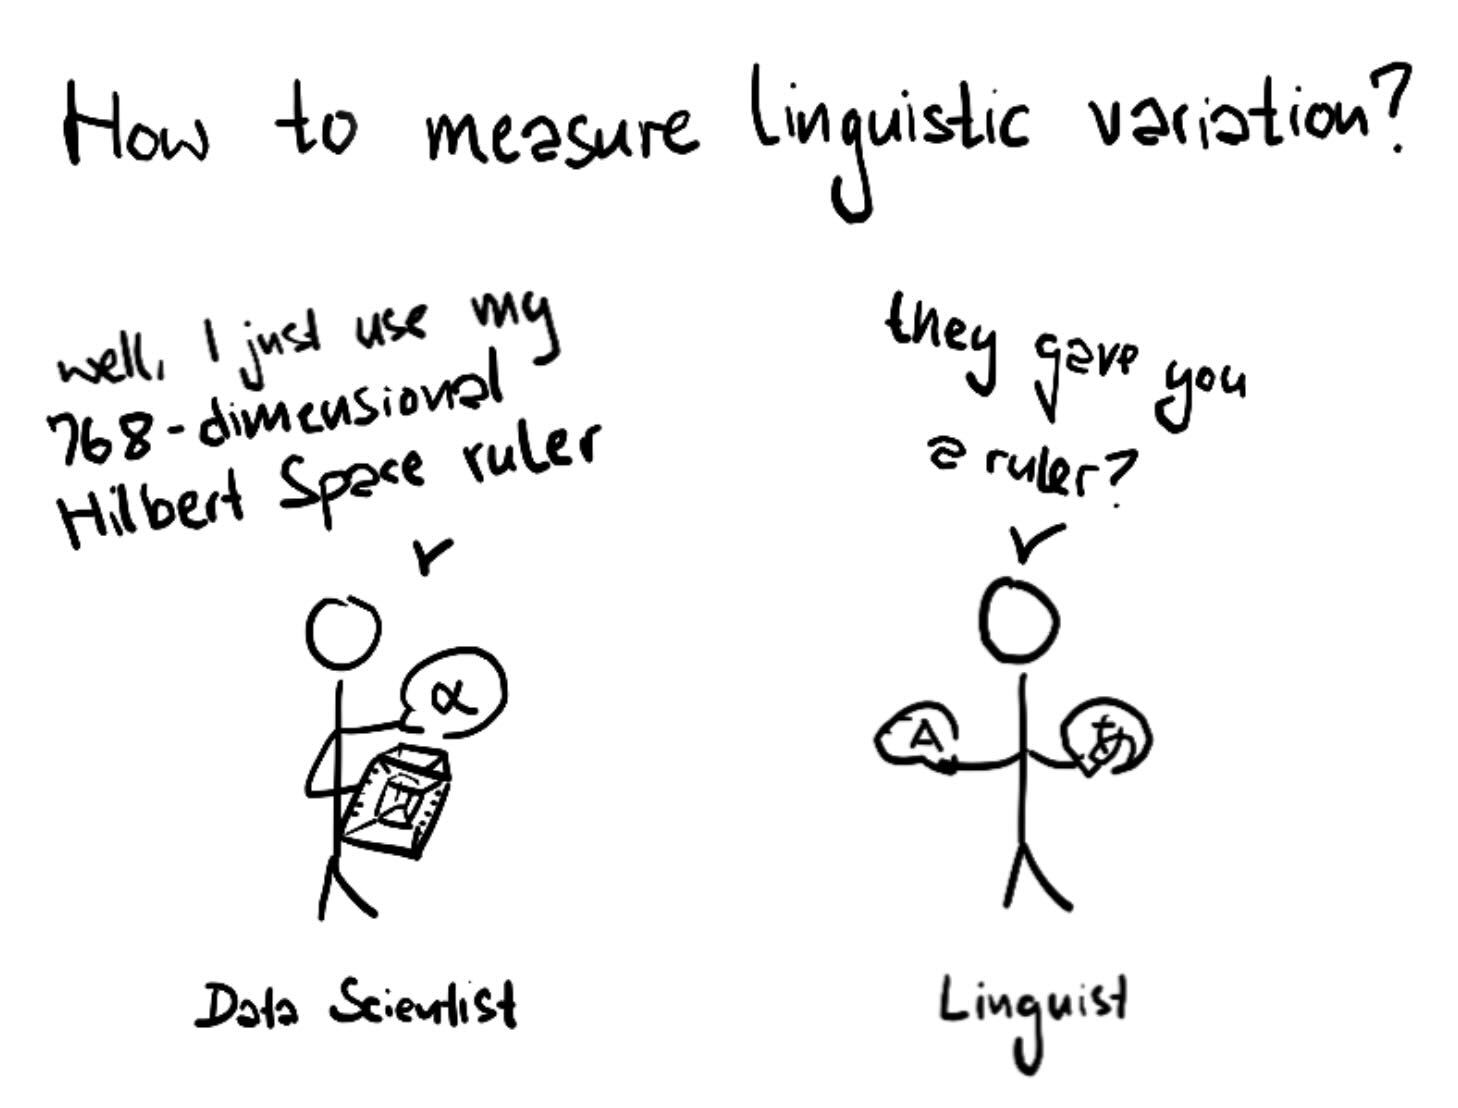 How to measure linguistic variation?
well, I just use my
768-dimensional
Hilbert Space ruler
they gave you
a ruler?
α
A
あ
Data Scientist
Linguist